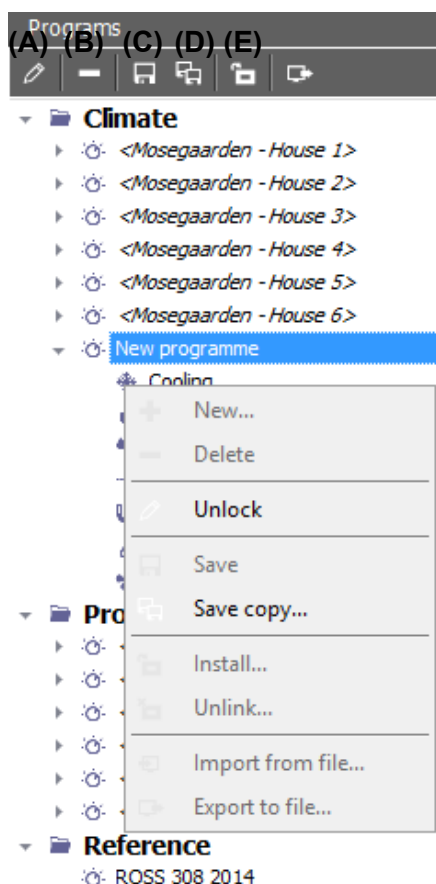 Programs
(A) (B) (C) (D) (E)
Climate
<Mosegaarden - House 1>
<Mosegaarden - House 2>
<Mosegaarden - House 3>
<Mosegaarden - House 4>
<Mosegaarden - House 5>
<Mosegaarden - House 6>
New programme
Cooling
New...
Delete
Unlock
Save
Save copy...
Install...
Unlink...
Import from file...
Export to file...
Pro
Reference
ROSS 308 2014